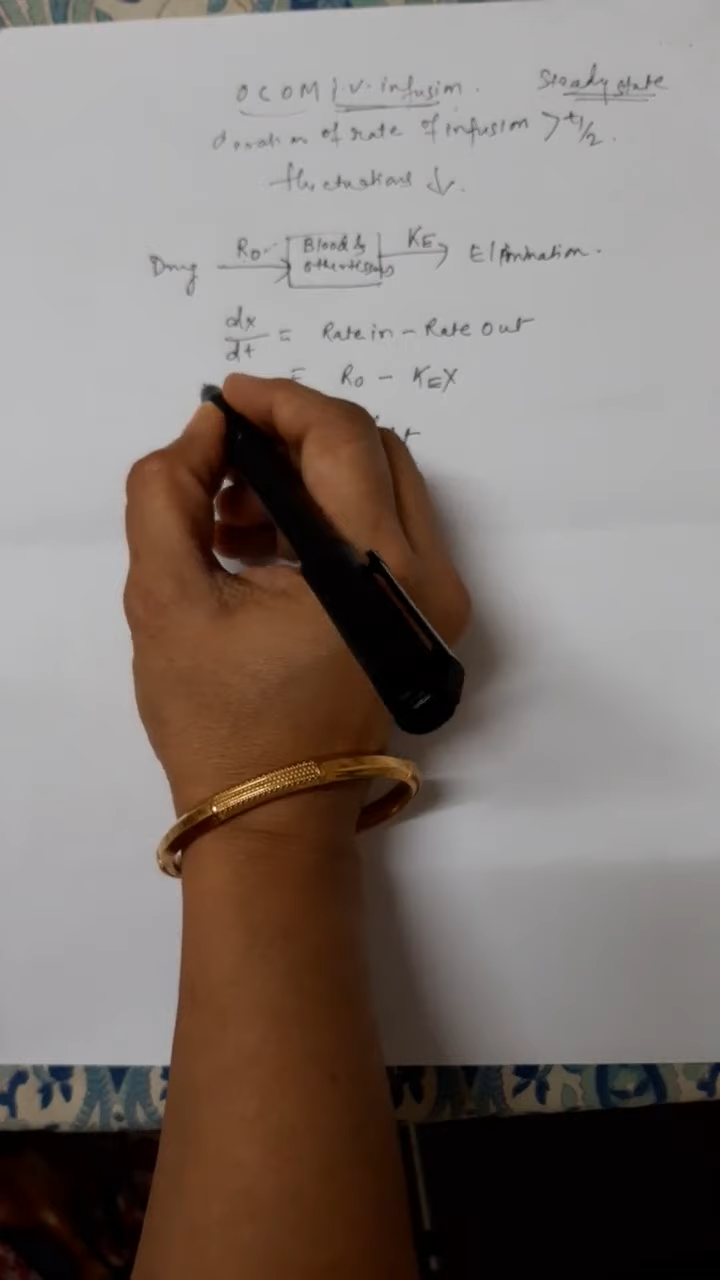 OCOM I.V. infusion. Steady state
duration of rate of infusion > t1/2.
fluctuations ↓.
Drug R0 → Blood & other tissues KE → Elimination.
dx/dt = Rate in - Rate out
= R0 - KEX